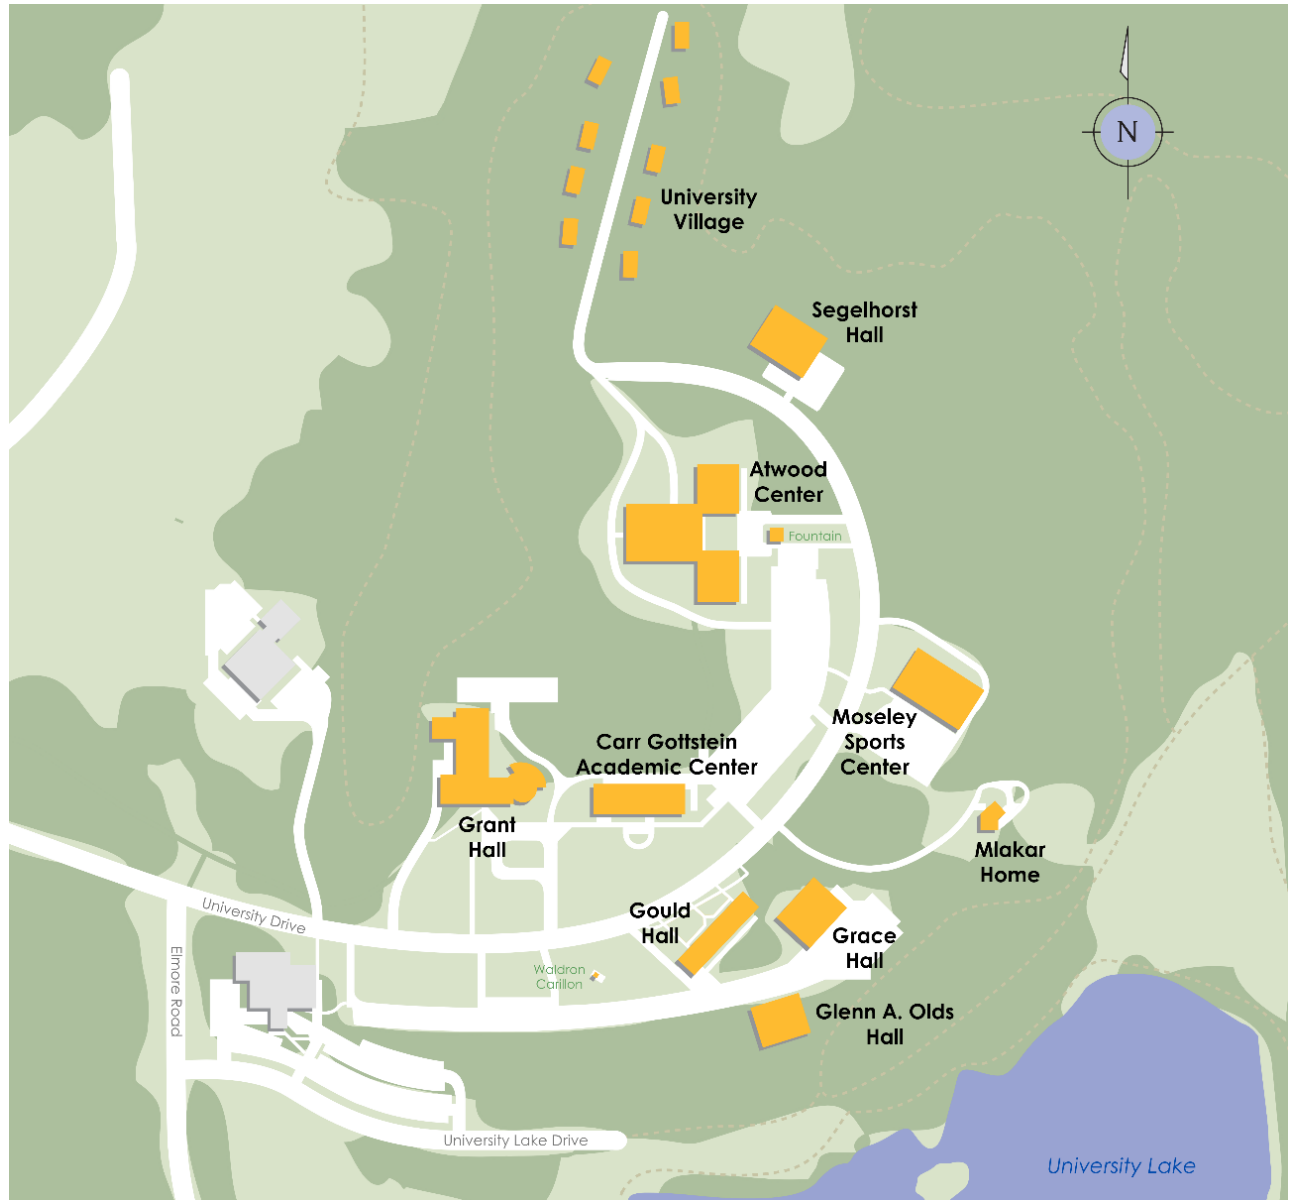 N
University
Village
Segelhorst
Hall
Atwood
Center
Fountain
Moseley
Sports
Center
Carr Gottstein
Academic Center
Grant
Hall
Mlakar
Home
University Drive
Gould
Hall
Grace
Hall
Elmore Road
Waldron
Carillon
Glenn A. Olds
Hall
University Lake Drive
University Lake